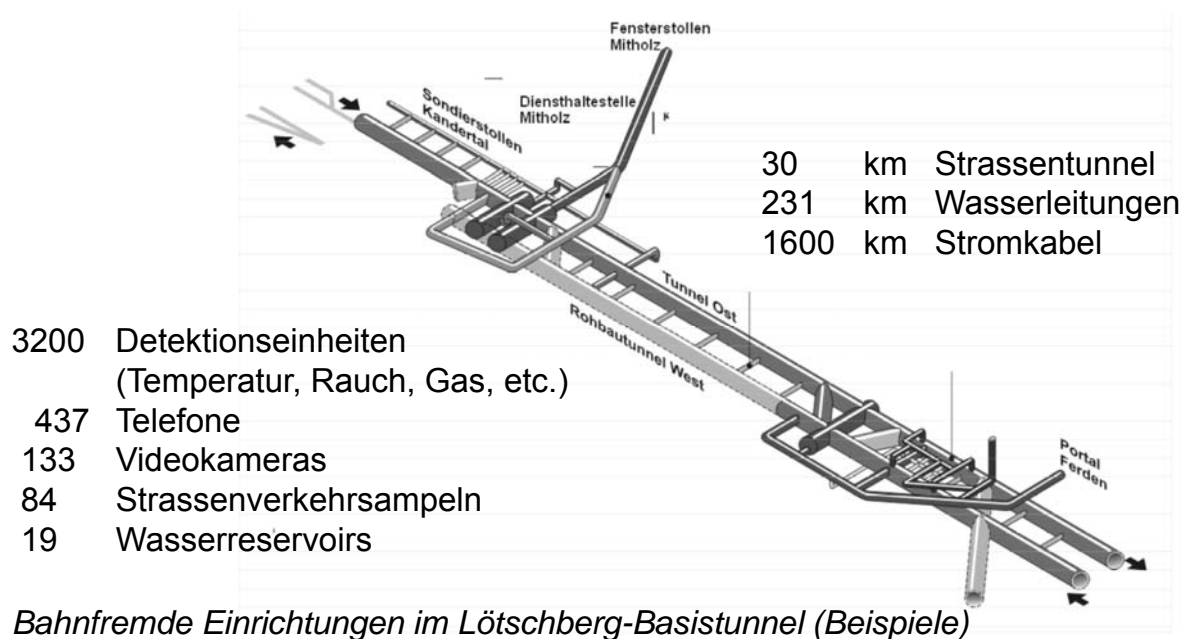 Fensterstollen
Mitholz
Diensthaltestelle
Mitholz
K
Sondierstollen
Kandertal
30 km Strassentunnel
231 km Wasserleitungen
1600 km Stromkabel
Tunnel Ost
Rohbautunnel West
3200 Detektionseinheiten
(Temperatur, Rauch, Gas, etc.)
437 Telefone
133 Videokameras
84 Strassenverkehrsampeln
19 Wasserreservoirs
Portal
Ferden
Bahnfremde Einrichtungen im Lötschberg-Basistunnel (Beispiele)